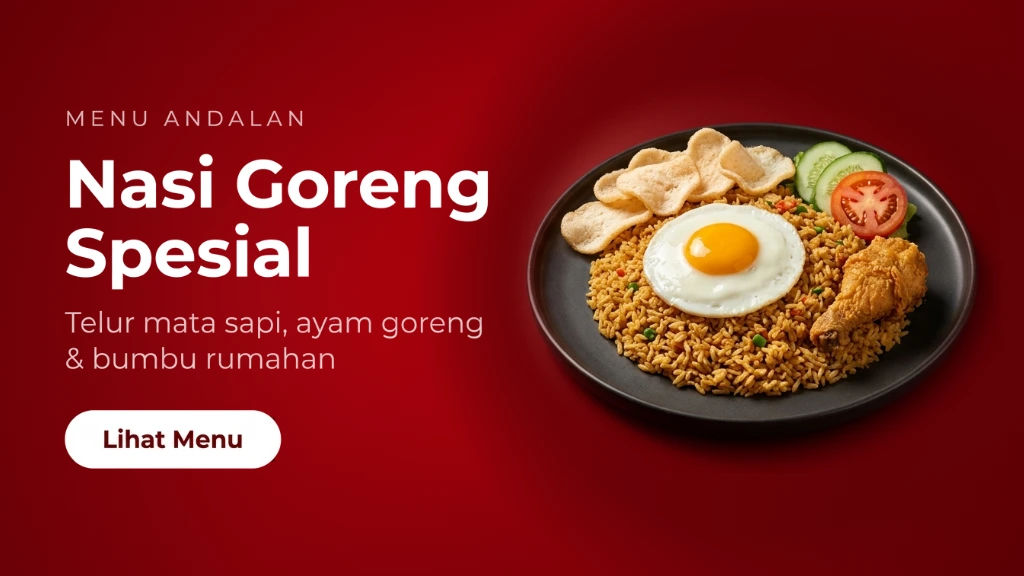 MENU ANDALAN
Nasi Goreng
Spesial
Telur mata sapi, ayam goreng
& bumbu rumahan
Lihat Menu